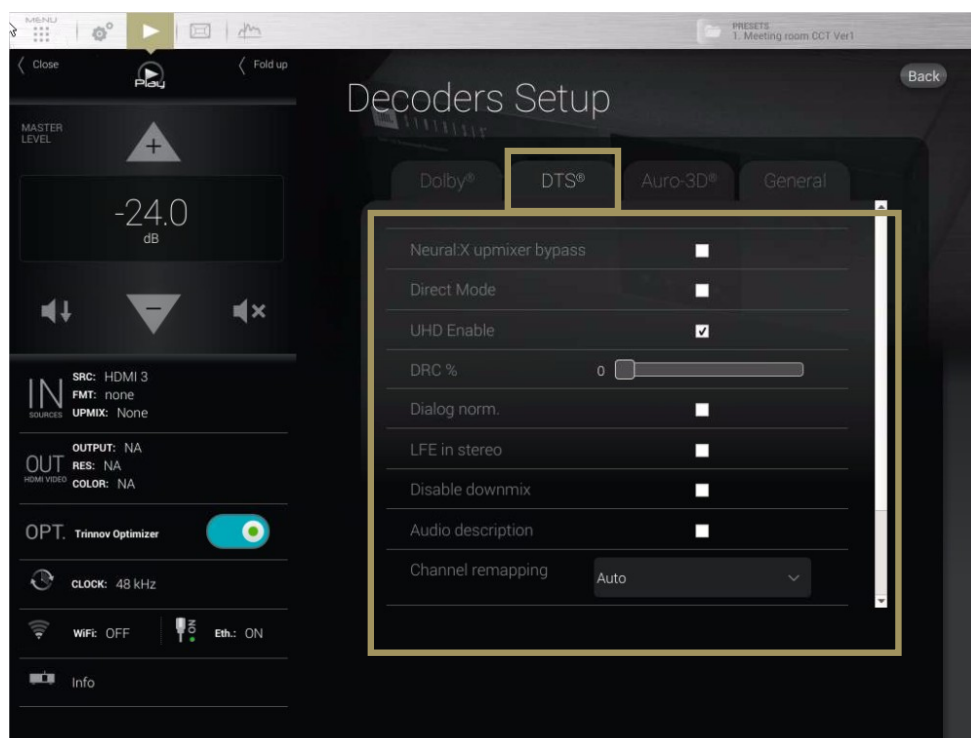 MENU
PRESETS
1. Meeting room CCT Ver1
Close
Play
Fold up
MASTER
LEVEL
+
-24.0
dB
−
IN
SOURCES
SRC: HDMI 3
FMT: none
UPMIX: None
OUT
HDMI VIDEO
OUTPUT: NA
RES: NA
COLOR: NA
OPT. Trinnov Optimizer
CLOCK: 48 kHz
WiFi: OFF
ON
Eth.: ON
Info
Back
Decoders Setup
Dolby®
DTS®
Auro-3D®
General
Neural:X upmixer bypass
Direct Mode
UHD Enable
DRC % 0
Dialog norm.
LFE in stereo
Disable downmix
Audio description
Channel remapping Auto